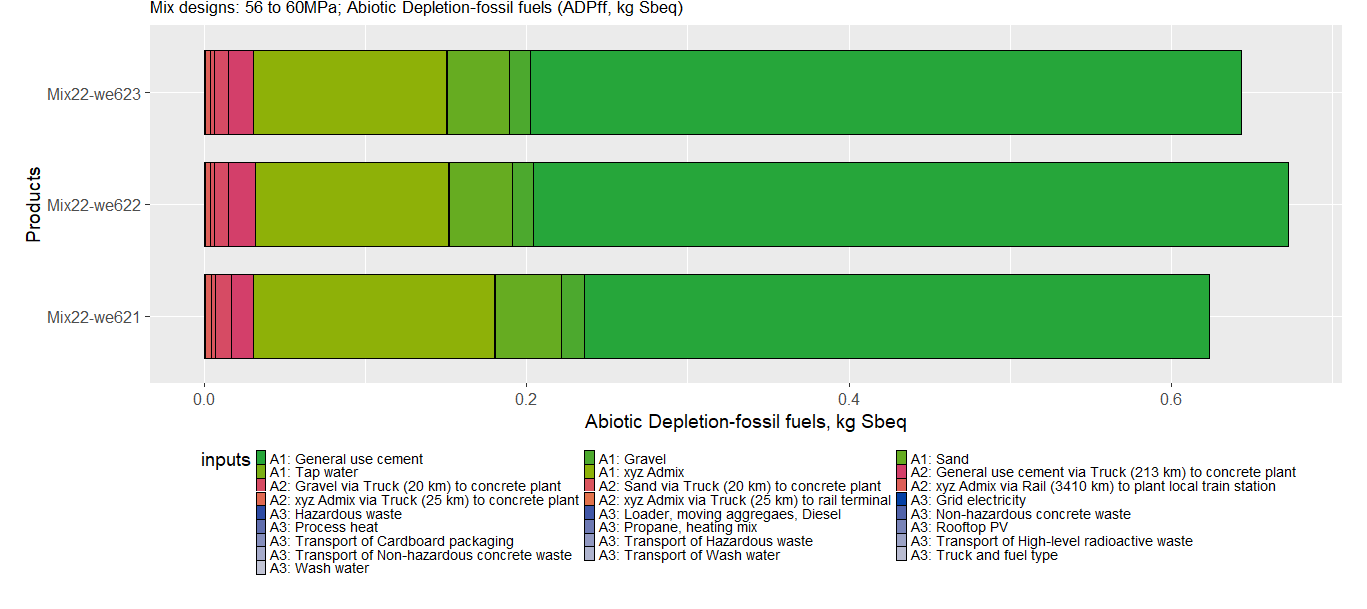 Mix designs: 56 to 60MPa; Abiotic Depletion-fossil fuels (ADPff, kg Sbeq)
Products
Mix22-we623
Mix22-we622
Mix22-we621
0.0 0.2 0.4 0.6
Abiotic Depletion-fossil fuels, kg Sbeq
inputs
A1: General use cement A1: Gravel A1: Sand
A1: Tap water A1: xyz Admix A2: General use cement via Truck (213 km) to concrete plant
A2: Gravel via Truck (20 km) to concrete plant A2: Sand via Truck (20 km) to concrete plant A2: xyz Admix via Rail (3410 km) to plant local train station
A2: xyz Admix via Truck (25 km) to concrete plant A2: xyz Admix via Truck (25 km) to rail terminal A3: Grid electricity
A3: Hazardous waste A3: Loader, moving aggregaes, Diesel A3: Non-hazardous concrete waste
A3: Process heat A3: Propane, heating mix A3: Rooftop PV
A3: Transport of Cardboard packaging A3: Transport of Hazardous waste A3: Transport of High-level radioactive waste
A3: Transport of Non-hazardous concrete waste A3: Transport of Wash water A3: Truck and fuel type
A3: Wash water